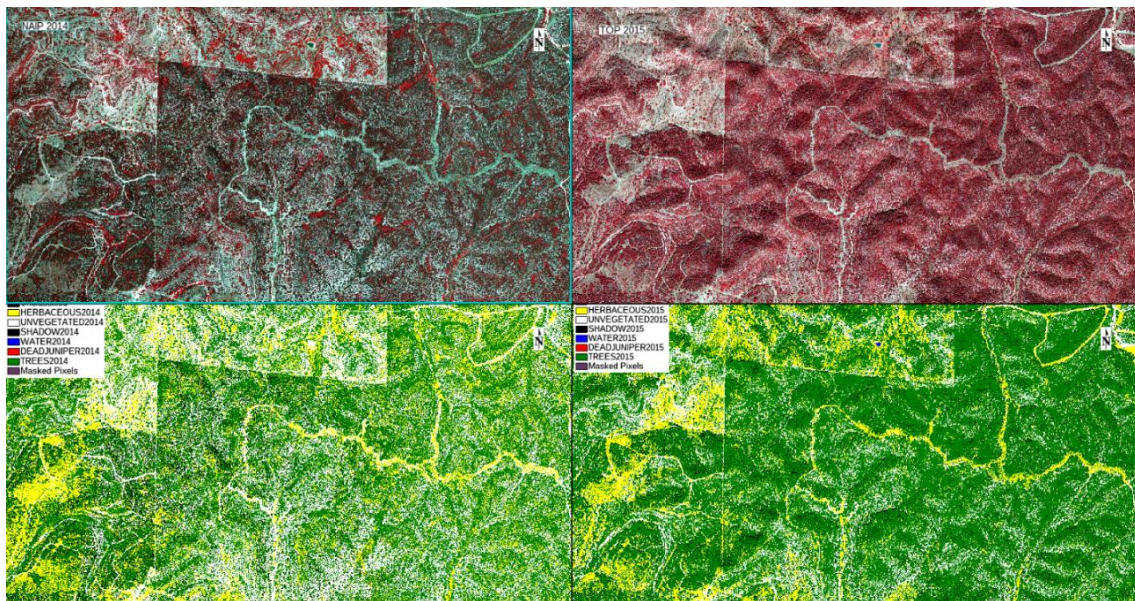 NAIP 2014
N
TOP 2015
N
HERBACEOUS2014
UNVEGETATED2014
SHADOW2014
WATER2014
DEADJUNIPER2014
TREES2014
Masked Pixels
N
HERBACEOUS2015
UNVEGETATED2015
SHADOW2015
WATER2015
DEADJUNIPER2015
TREES2015
Masked Pixels
N